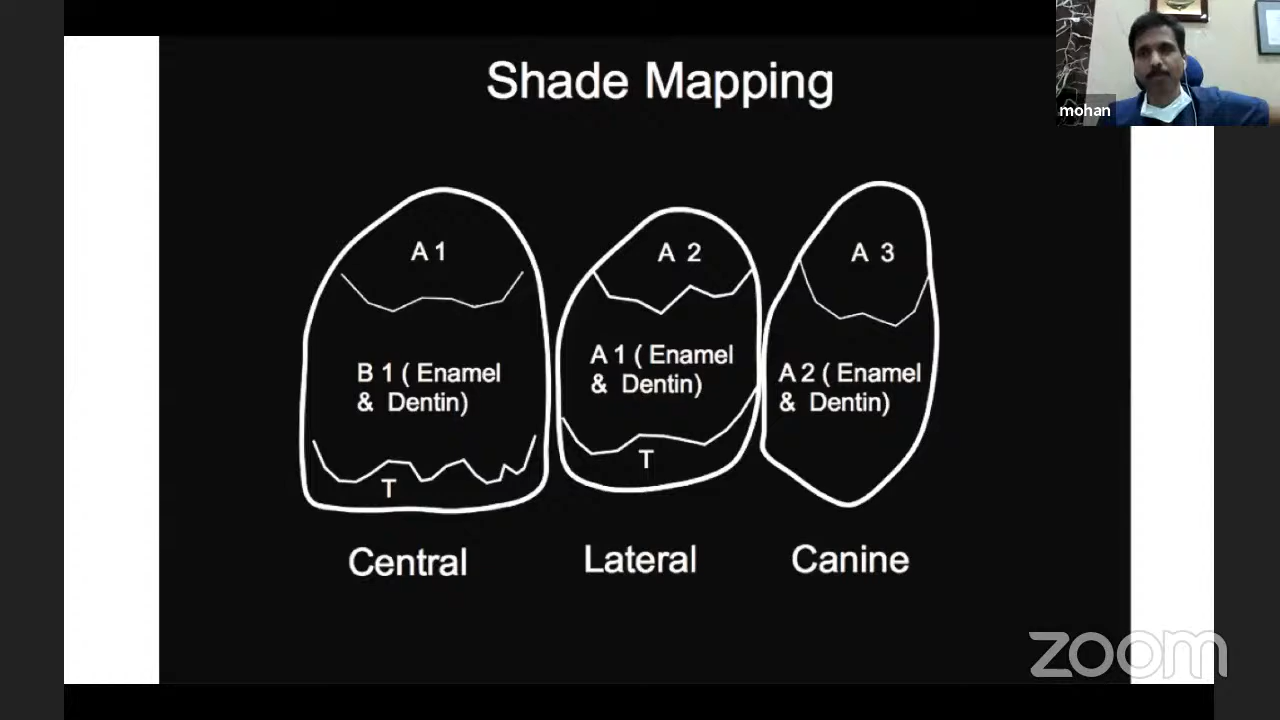 Shade Mapping
mohan
A 1
A 2
A 3
B 1 ( Enamel
& Dentin)
A 1 ( Enamel
& Dentin)
A 2 ( Enamel
& Dentin)
T
T
Central
Lateral
Canine
zoom